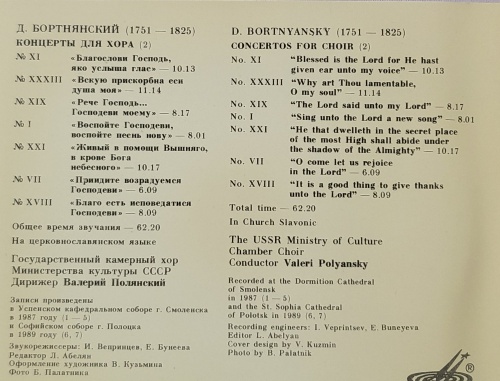 Д. БОРТНЯНСКИЙ (1751 — 1825)
КОНЦЕРТЫ ДЛЯ ХОРА (2)
№ XI «Благослови Господь,
яко услыша глас» — 10.13
№ XXXIII «Вскую прискорбна еси
душа моя» — 11.14
№ XIX «Рече Господь...
Господеви моему» — 8.17
№ I «Воспойте Господеви,
воспойте песнь нову» — 8.01
№ XXI «Живый в помощи Вышняго,
в крове Бога
небесного» — 10.17
№ VII «Приидите возрадуемся
Господеви» — 6.09
№ XVIII «Благо есть исповедатися
Господеви» — 8.09
Общее время звучания — 62.20
На церковнославянском языке
Государственный камерный хор
Министерства культуры СССР
Дирижер Валерий Полянский
Записи произведены
в Успенском кафедральном соборе г. Смоленска
в 1987 году (1 — 5)
и Софийском соборе г. Полоцка
в 1989 году (6, 7)
Звукорежиссеры: И. Вепринцев, Е. Бунеева
Редактор Л. Абелян
Оформление художника В. Кузьмина
Фото Б. Палатника
D. BORTNYANSKY (1751 — 1825)
CONCERTOS FOR CHOIR (2)
No. XI "Blessed is the Lord for He hast
given ear unto my voice" — 10.13
No. XXXIII "Why art Thou lamentable,
O my soul" — 11.14
No. XIX "The Lord said unto my Lord" — 8.17
No. I "Sing unto the Lord a new song" — 8.01
No. XXI "He that dwelleth in the secret place
of the most High shall abide under
the shadow of the Almighty" — 10.17
No. VII "O come let us rejoice
in the Lord" — 6.09
No. XVIII "It is a good thing to give thanks
unto the Lord" — 8.09
Total time — 62.20
In Church Slavonic
The USSR Ministry of Culture
Chamber Choir
Conductor Valeri Polyansky
Recorded at the Dormition Cathedral
of Smolensk
in 1987 (1 — 5)
and the St. Sophia Cathedral
of Polotsk in 1989 (6, 7)
Recording engineers: I. Veprintsev, E. Buneyeva
Editor L. Abelyan
Cover design by V. Kuzmin
Photo by B. Palatnik
®